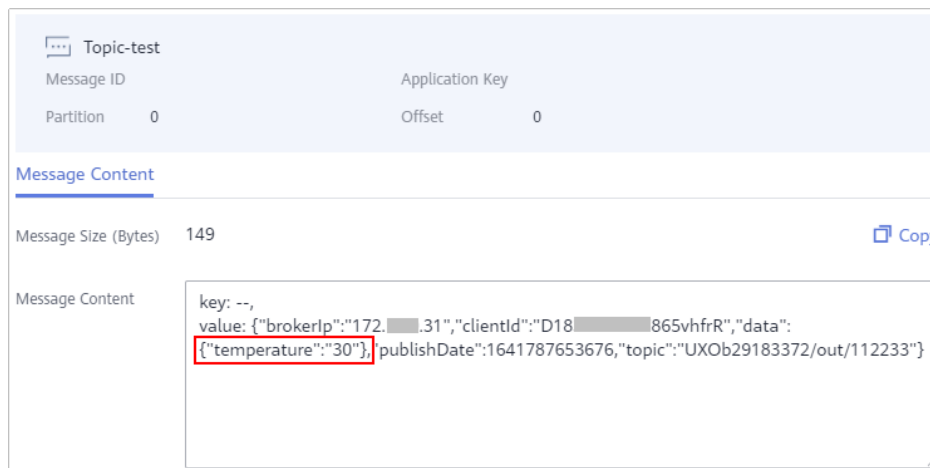 Topic-test
Message ID Application Key
Partition 0 Offset 0
Message Content
Message Size (Bytes) 149 Copy
Message Content key: --,
value: {"brokerIp":"172. .31","clientId":"D18 865vhfrR","data":
{"temperature":"30"},"publishDate":1641787653676,"topic":"UXOb29183372/out/112233"}